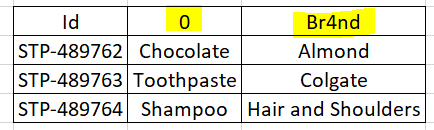 Id 0 Br4nd
STP-489762 Chocolate Almond
STP-489763 Toothpaste Colgate
STP-489764 Shampoo Hair and Shoulders